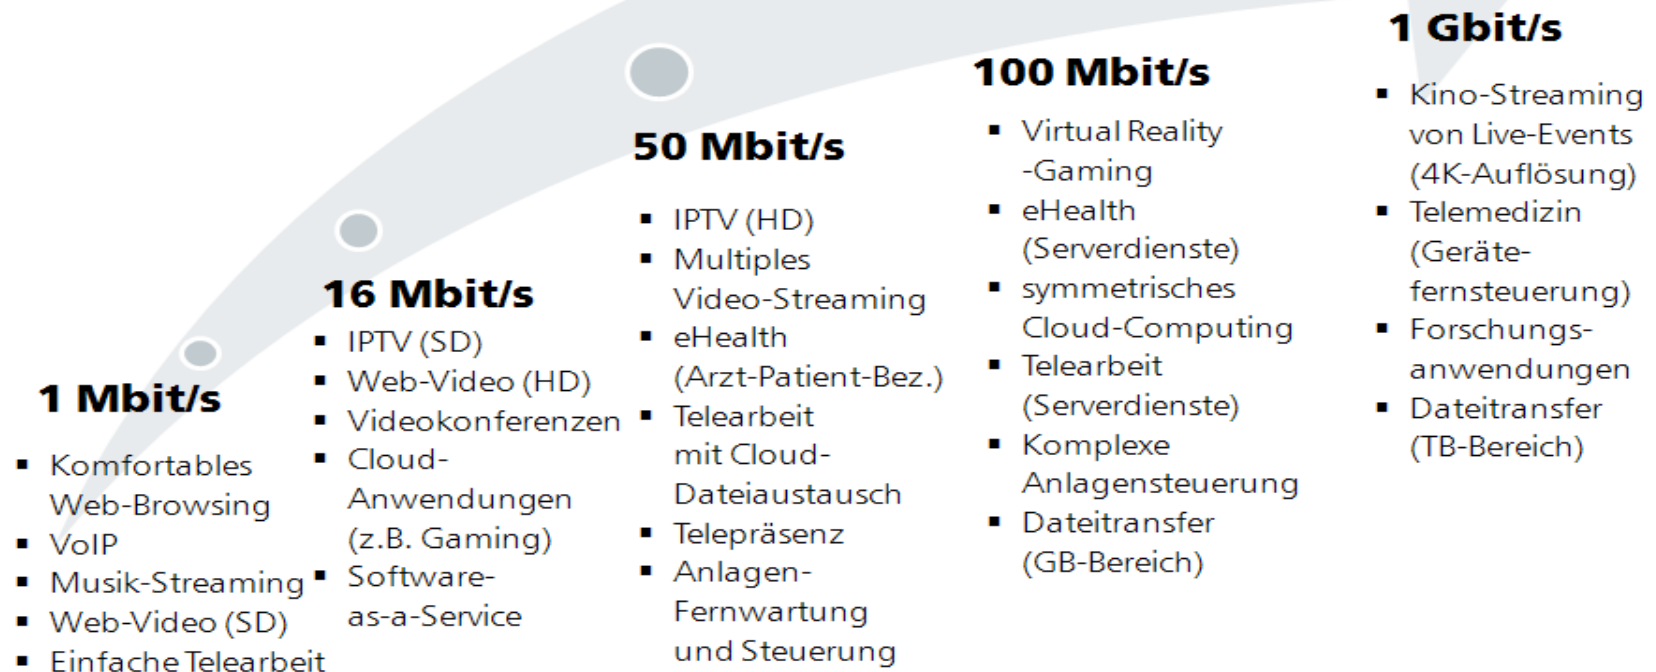 1 Mbit/s
▪ Komfortables
Web-Browsing
▪ VoIP
▪ Musik-Streaming
▪ Web-Video (SD)
▪ Einfache Telearbeit
16 Mbit/s
▪ IPTV (SD)
▪ Web-Video (HD)
▪ Videokonferenzen
▪ Cloud-
Anwendungen
(z.B. Gaming)
▪ Software-
as-a-Service
50 Mbit/s
▪ IPTV (HD)
▪ Multiples
Video-Streaming
▪ eHealth
(Arzt-Patient-Bez.)
▪ Telearbeit
mit Cloud-
Dateiaustausch
▪ Telepräsenz
▪ Anlagen-
Fernwartung
und Steuerung
100 Mbit/s
▪ Virtual Reality
-Gaming
▪ eHealth
(Serverdienste)
▪ symmetrisches
Cloud-Computing
▪ Telearbeit
(Serverdienste)
▪ Komplexe
Anlagensteuerung
▪ Dateitransfer
(GB-Bereich)
1 Gbit/s
▪ Kino-Streaming
von Live-Events
(4K-Auflösung)
▪ Telemedizin
(Geräte-
fernsteuerung)
▪ Forschungs-
anwendungen
▪ Dateitransfer
(TB-Bereich)